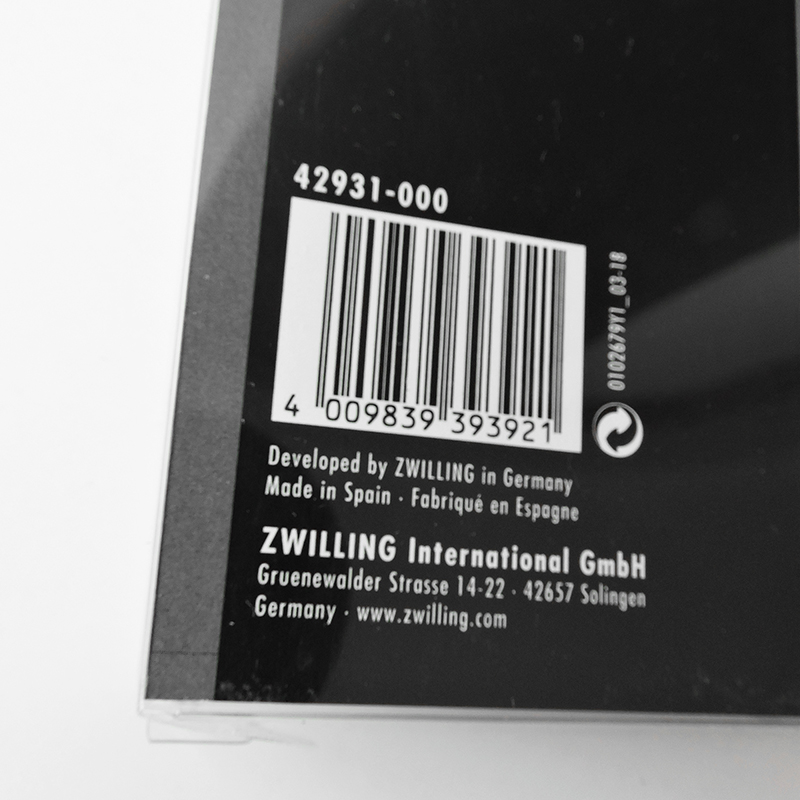 42931-000
4 009839 393921
0102679Y1_03-18
Developed by ZWILLING in Germany
Made in Spain · Fabriqué en Espagne
ZWILLING International GmbH
Gruenewalder Strasse 14-22 · 42657 Solingen
Germany · www.zwilling.com